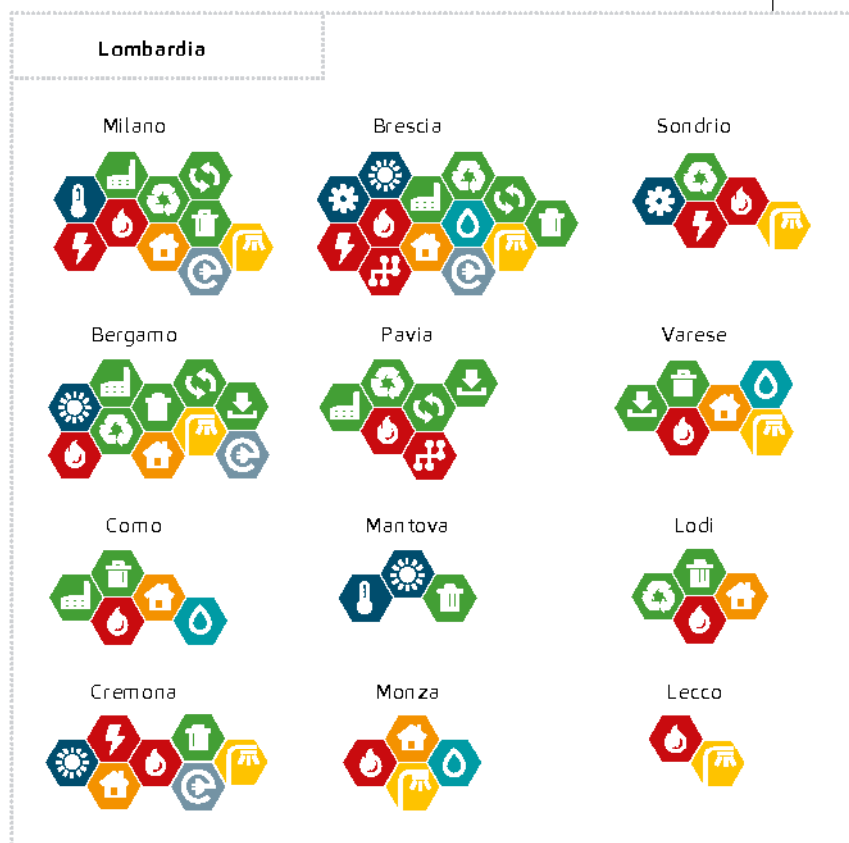 Lombardia
Milano
Brescia
Sondrio
Bergamo
Pavia
Varese
Como
Mantova
Lodi
Cremona
Monza
Lecco